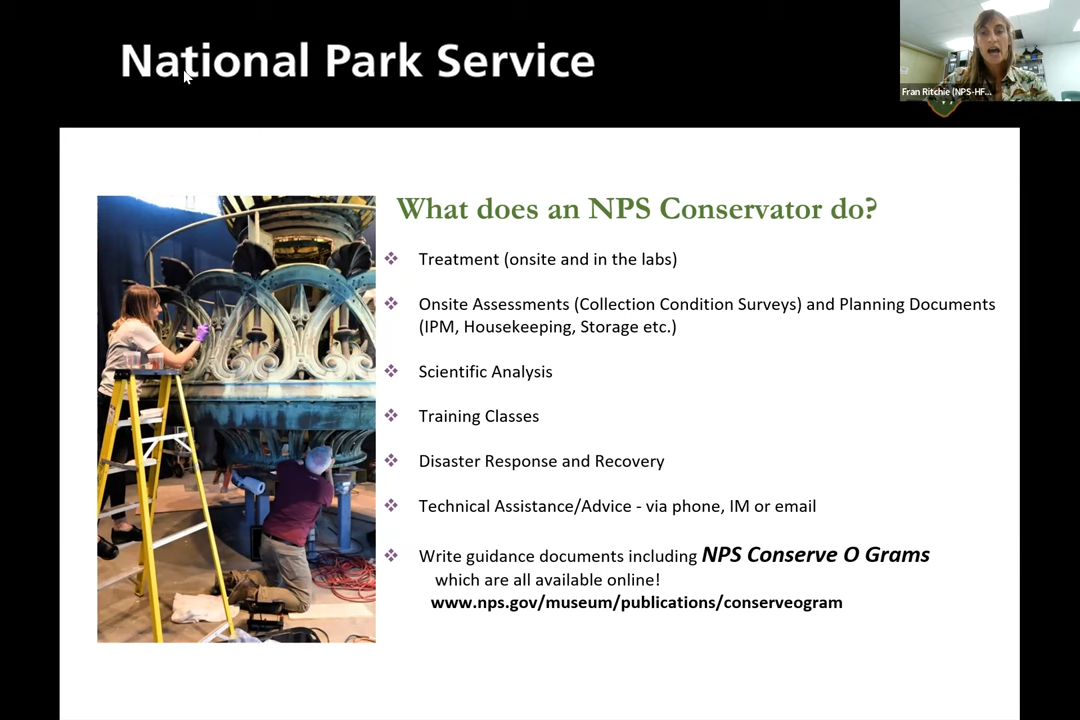 National Park Service
Fran Ritchie (NPS-HF...
What does an NPS Conservator do?
Treatment (onsite and in the labs)
Onsite Assessments (Collection Condition Surveys) and Planning Documents
(IPM, Housekeeping, Storage etc.)
Scientific Analysis
Training Classes
Disaster Response and Recovery
Technical Assistance/Advice - via phone, IM or email
Write guidance documents including NPS Conserve O Grams
which are all available online!
www.nps.gov/museum/publications/conserveogram